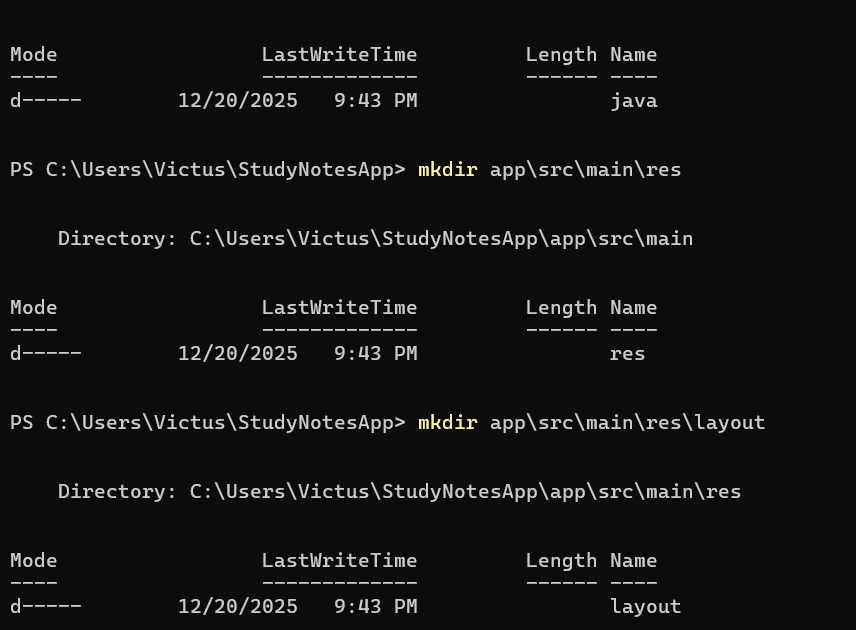 Mode                 LastWriteTime         Length Name
----                 -------------         ------ ----
d-----        12/20/2025   9:43 PM                java
PS C:\Users\Victus\StudyNotesApp> mkdir app\src\main\res
    Directory: C:\Users\Victus\StudyNotesApp\app\src\main
Mode                 LastWriteTime         Length Name
----                 -------------         ------ ----
d-----        12/20/2025   9:43 PM                res
PS C:\Users\Victus\StudyNotesApp> mkdir app\src\main\res\layout
    Directory: C:\Users\Victus\StudyNotesApp\app\src\main\res
Mode                 LastWriteTime         Length Name
----                 -------------         ------ ----
d-----        12/20/2025   9:43 PM                layout